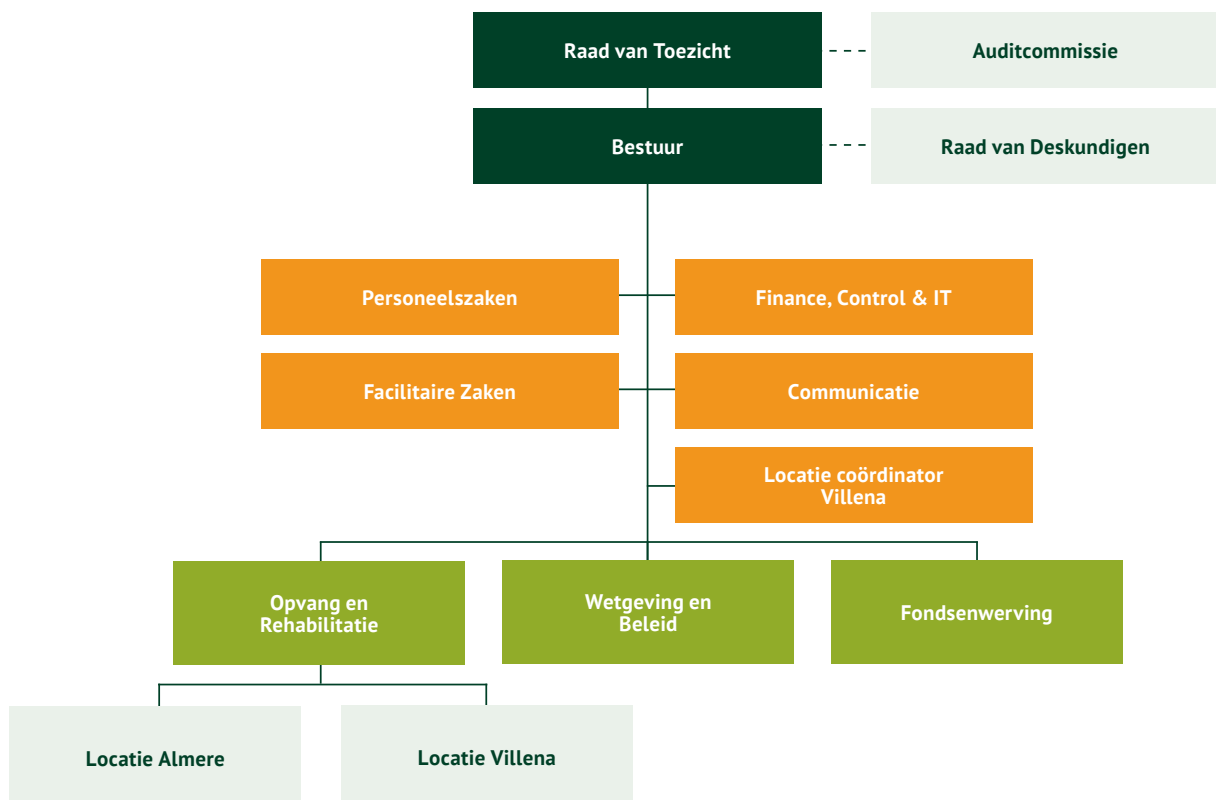 Raad van Toezicht
Auditcommissie
Bestuur
Raad van Deskundigen
Personeelszaken
Finance, Control & IT
Facilitaire Zaken
Communicatie
Locatie coördinator
Villena
Opvang en
Rehabilitatie
Wetgeving en
Beleid
Fondsenwerving
Locatie Almere
Locatie Villena